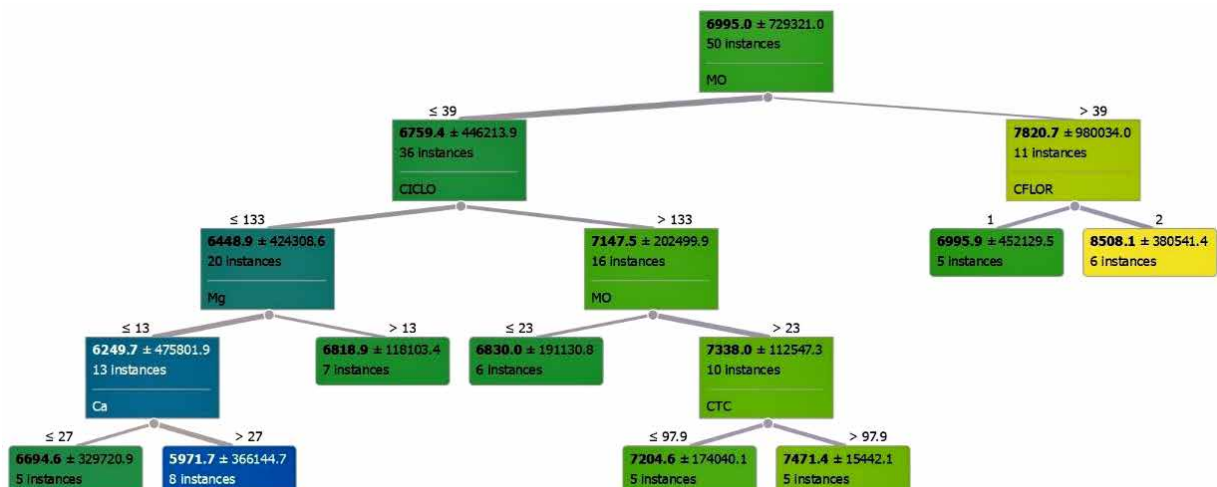 6995.0 ± 729321.0
50 instances
MO
≤ 39
> 39
6759.4 ± 446213.9
36 instances
CICLO
7820.7 ± 980034.0
11 instances
CFLOR
≤ 133
> 133
1
2
6448.9 ± 424308.6
20 instances
Mg
7147.5 ± 202499.9
16 instances
MO
6995.9 ± 452129.5
5 instances
8508.1 ± 380541.4
6 instances
≤ 13
> 13
≤ 23
> 23
6249.7 ± 475801.9
13 instances
Ca
6818.9 ± 118103.4
7 instances
6830.0 ± 191130.8
6 instances
7338.0 ± 112547.3
10 instances
CTC
≤ 27
> 27
≤ 97.9
> 97.9
6694.6 ± 329720.9
5 instances
5971.7 ± 366144.7
8 instances
7204.6 ± 174040.1
5 instances
7471.4 ± 15442.1
5 instances